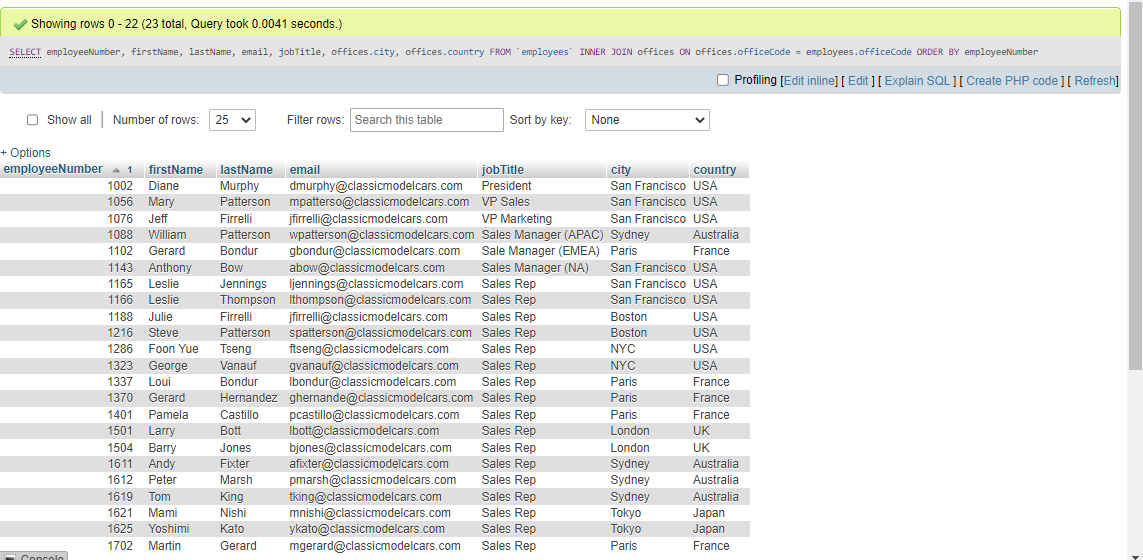 Showing rows 0 - 22 (23 total, Query took 0.0041 seconds.)
SELECT employeeNumber, firstName, lastName, email, jobTitle, offices.city, offices.country FROM `employees` INNER JOIN offices ON offices.officeCode = employees.officeCode ORDER BY employeeNumber
Profiling [Edit inline] [ Edit ] [ Explain SQL ] [ Create PHP code ] [ Refresh]
Show all | Number of rows: 25 Filter rows: Search this table Sort by key: None
+ Options
employeeNumber 1 firstName lastName email jobTitle city country
1002 Diane Murphy dmurphy@classicmodelcars.com President San Francisco USA
1056 Mary Patterson mpatterso@classicmodelcars.com VP Sales San Francisco USA
1076 Jeff Firrelli jfirrelli@classicmodelcars.com VP Marketing San Francisco USA
1088 William Patterson wpatterson@classicmodelcars.com Sales Manager (APAC) Sydney Australia
1102 Gerard Bondur gbondur@classicmodelcars.com Sale Manager (EMEA) Paris France
1143 Anthony Bow abow@classicmodelcars.com Sales Manager (NA) San Francisco USA
1165 Leslie Jennings ljennings@classicmodelcars.com Sales Rep San Francisco USA
1166 Leslie Thompson lthompson@classicmodelcars.com Sales Rep San Francisco USA
1188 Julie Firrelli jfirrelli@classicmodelcars.com Sales Rep Boston USA
1216 Steve Patterson spatterson@classicmodelcars.com Sales Rep Boston USA
1286 Foon Yue Tseng ftseng@classicmodelcars.com Sales Rep NYC USA
1323 George Vanauf gvanauf@classicmodelcars.com Sales Rep NYC USA
1337 Loui Bondur lbondur@classicmodelcars.com Sales Rep Paris France
1370 Gerard Hernandez ghernande@classicmodelcars.com Sales Rep Paris France
1401 Pamela Castillo pcastillo@classicmodelcars.com Sales Rep Paris France
1501 Larry Bott lbott@classicmodelcars.com Sales Rep London UK
1504 Barry Jones bjones@classicmodelcars.com Sales Rep London UK
1611 Andy Fixter afixter@classicmodelcars.com Sales Rep Sydney Australia
1612 Peter Marsh pmarsh@classicmodelcars.com Sales Rep Sydney Australia
1619 Tom King tking@classicmodelcars.com Sales Rep Sydney Australia
1621 Mami Nishi mnishi@classicmodelcars.com Sales Rep Tokyo Japan
1625 Yoshimi Kato ykato@classicmodelcars.com Sales Rep Tokyo Japan
1702 Martin Gerard mgerard@classicmodelcars.com Sales Rep Paris France
Console